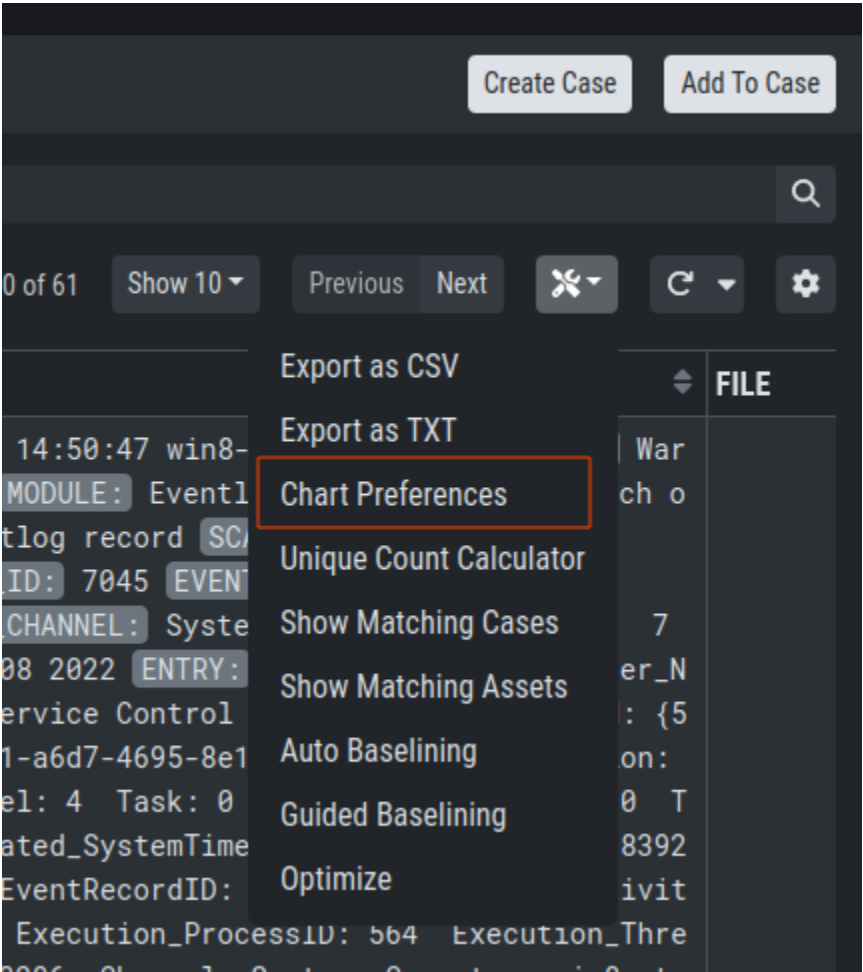 Create Case Add To Case
0 of 61 Show 10 Previous Next
Export as CSV
FILE
Export as TXT
14:50:47 win8- War
MODULE: Eventl ch o
Chart Preferences
tlog record SCA
Unique Count Calculator
ID: 7045 EVENT
_CHANNEL: Syste 7
Show Matching Cases
08 2022 ENTRY: er_N
Show Matching Assets
ervice Control : {5
1-a6d7-4695-8e1 on:
Auto Baselining
el: 4 Task: 0 0 T
Guided Baselining
ated_SystemTime 8392
EventRecordID: ivit
Optimize
Execution_ProcessID: 564 Execution_Thre